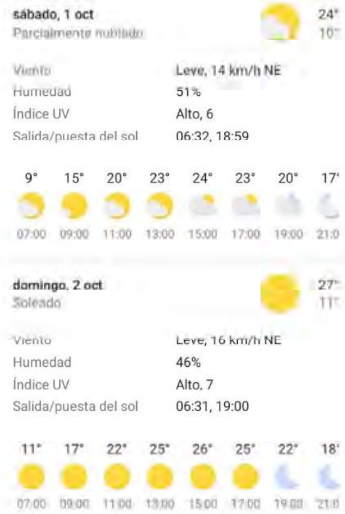 sábado, 1 oct 24°
Parcialmente nublado 10°
Viento Leve, 14 km/h NE
Humedad 51%
Índice UV Alto, 6
Salida/puesta del sol 06:32, 18:59
9° 15° 20° 23° 24° 23° 20° 17°
07:00 09:00 11:00 13:00 15:00 17:00 19:00 21:0
domingo, 2 oct 27°
Soleado 11°
Viento Leve, 16 km/h NE
Humedad 46%
Índice UV Alto, 7
Salida/puesta del sol 06:31, 19:00
11° 17° 22° 25° 26° 25° 22° 18°
07:00 09:00 11:00 13:00 15:00 17:00 19:00 21:0